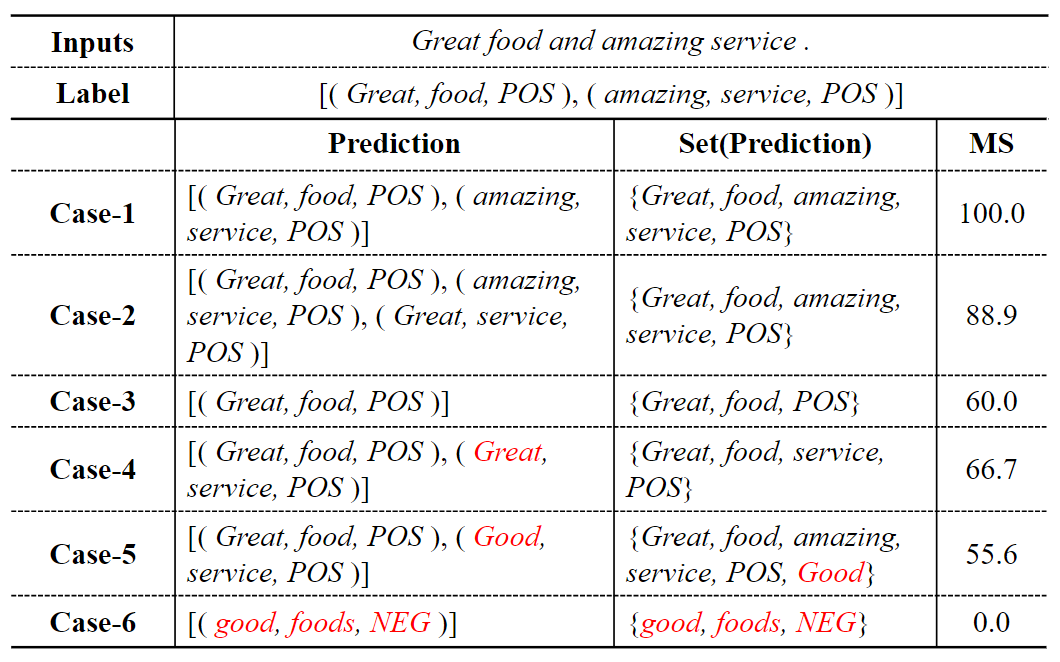 Inputs Great food and amazing service .
Label [( Great, food, POS ), ( amazing, service, POS )]
Prediction Set(Prediction) MS
Case-1 [( Great, food, POS ), ( amazing, service, POS )] {Great, food, amazing, service, POS} 100.0
Case-2 [( Great, food, POS ), ( amazing, service, POS ), ( Great, service, POS )] {Great, food, amazing, service, POS} 88.9
Case-3 [( Great, food, POS )] {Great, food, POS} 60.0
Case-4 [( Great, food, POS ), ( Great, service, POS )] {Great, food, service, POS} 66.7
Case-5 [( Great, food, POS ), ( Good, service, POS )] {Great, food, amazing, service, POS, Good} 55.6
Case-6 [( good, foods, NEG )] {good, foods, NEG} 0.0